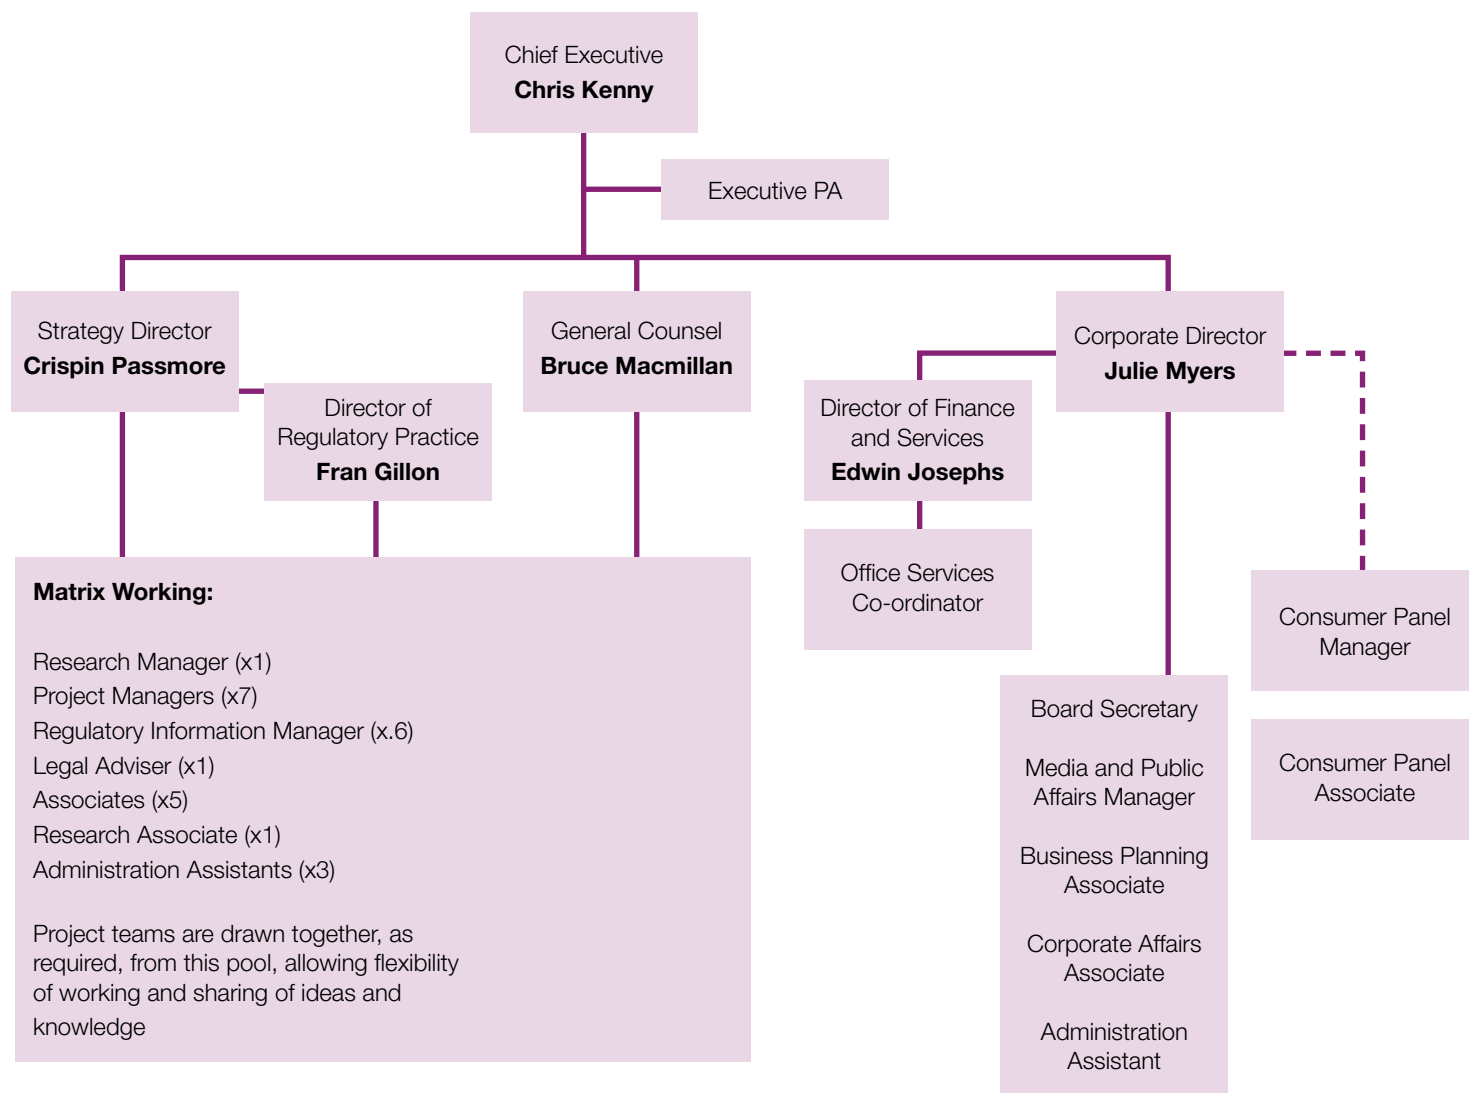 Chief Executive
Chris Kenny
Executive PA
Strategy Director
Crispin Passmore
Director of
Regulatory Practice
Fran Gillon
General Counsel
Bruce Macmillan
Corporate Director
Julie Myers
Director of Finance
and Services
Edwin Josephs
Office Services
Co-ordinator
Matrix Working:
Research Manager (x1)
Project Managers (x7)
Regulatory Information Manager (x.6)
Legal Adviser (x1)
Associates (x5)
Research Associate (x1)
Administration Assistants (x3)
Project teams are drawn together, as
required, from this pool, allowing flexibility
of working and sharing of ideas and
knowledge
Board Secretary
Media and Public
Affairs Manager
Business Planning
Associate
Corporate Affairs
Associate
Administration
Assistant
Consumer Panel
Manager
Consumer Panel
Associate